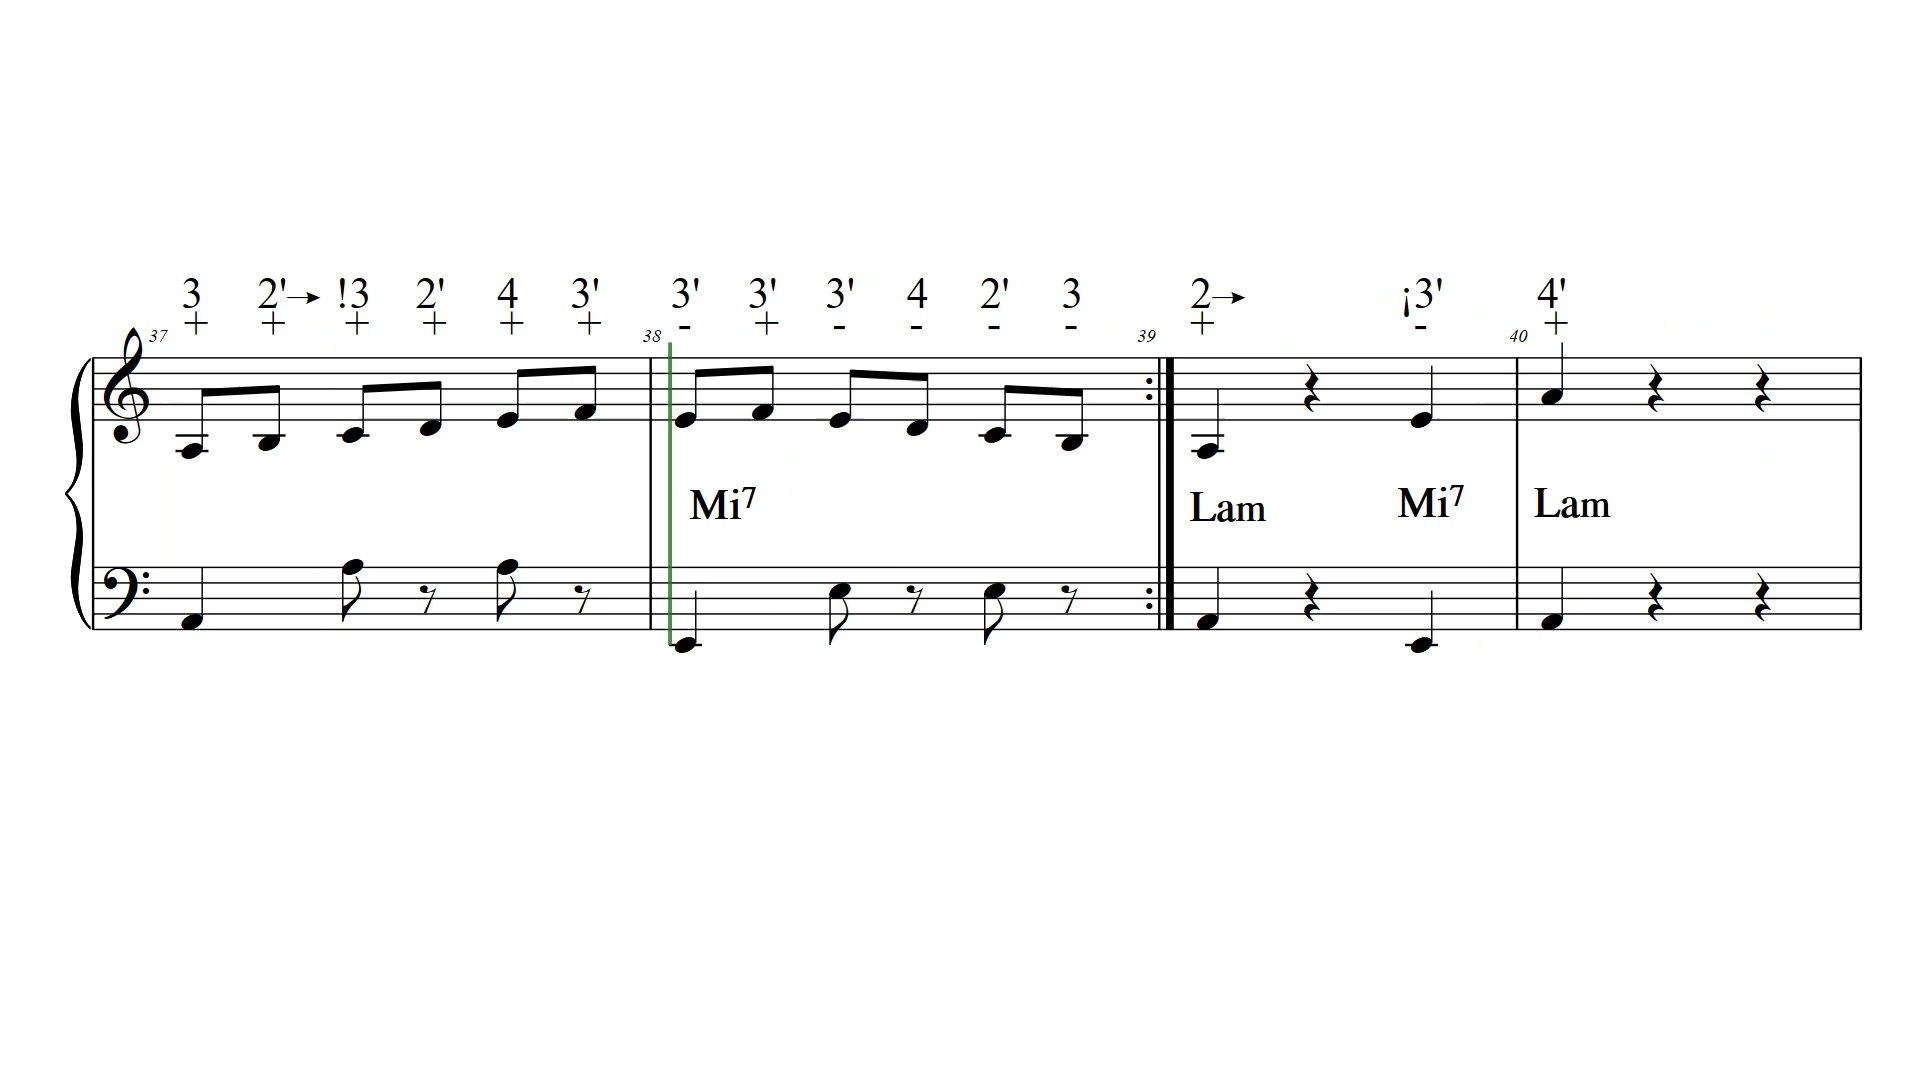 3 2'→ !3 2' 4 3' 3' 3' 3' 4 2' 3 2→ ¡3' 4'
+ + + + + + - + - - - - + - +
37 38 39 40
Mi⁷ Lam Mi⁷ Lam